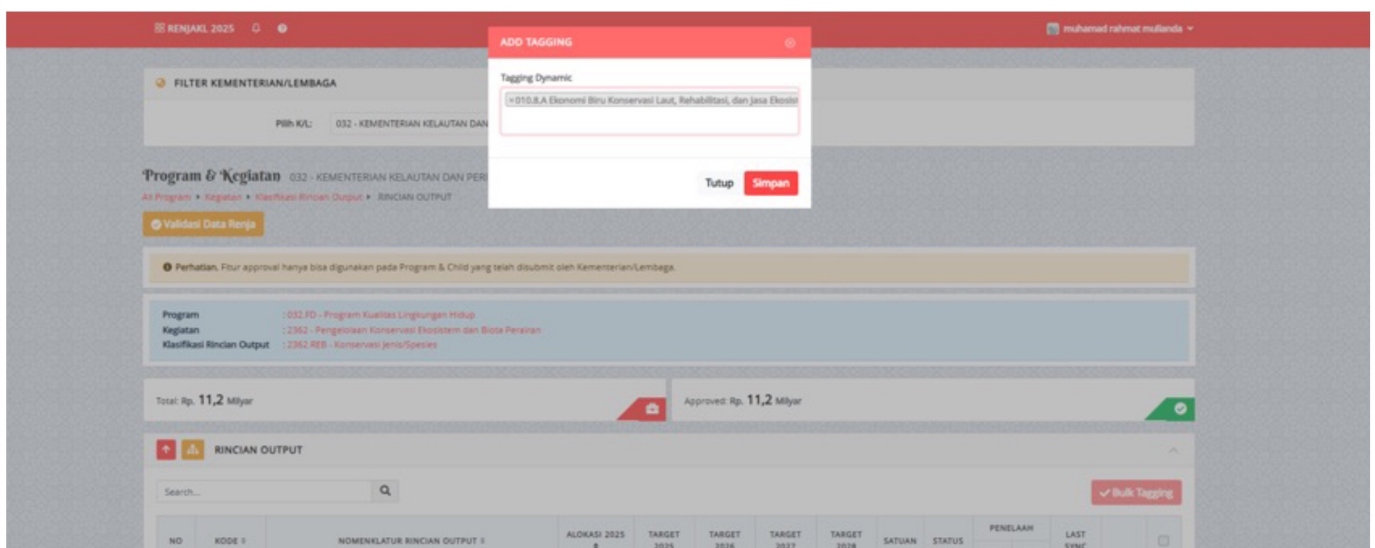 RENJAKL 2025
muhamad rahmat mullanda
ADD TAGGING
Tagging Dynamic
×010.8.A Ekonomi Biru Konservasi Laut, Rehabilitasi, dan Jasa Ekosist
Tutup Simpan
FILTER KEMENTERIAN/LEMBAGA
Pilih K/L: 032 - KEMENTERIAN KELAUTAN DAN
Program & Kegiatan 032 - KEMENTERIAN KELAUTAN DAN PERI
All Program Kegiatan Klasifikasi Rincian Output RINCIAN OUTPUT
Validasi Data Renja
Perhatian, Fitur approval hanya bisa digunakan pada Program & Child yang telah disubmit oleh Kementerian/Lembaga.
Program : 032.FD - Program Kualitas Lingkungan Hidup
Kegiatan : 2362 - Pengelolaan Konservasi Ekosistem dan Biota Perairan
Klasifikasi Rincian Output : 2362.REB - Konservasi Jenis/Spesies
Total: Rp. 11,2 Milyar
Approved: Rp. 11,2 Milyar
RINCIAN OUTPUT
Search...
Bulk Tagging
NO KODE NOMENKLATUR RINCIAN OUTPUT ALOKASI 2025 TARGET 2025 TARGET 2026 TARGET 2027 TARGET 2028 SATUAN STATUS PENELAAH LAST SYNC